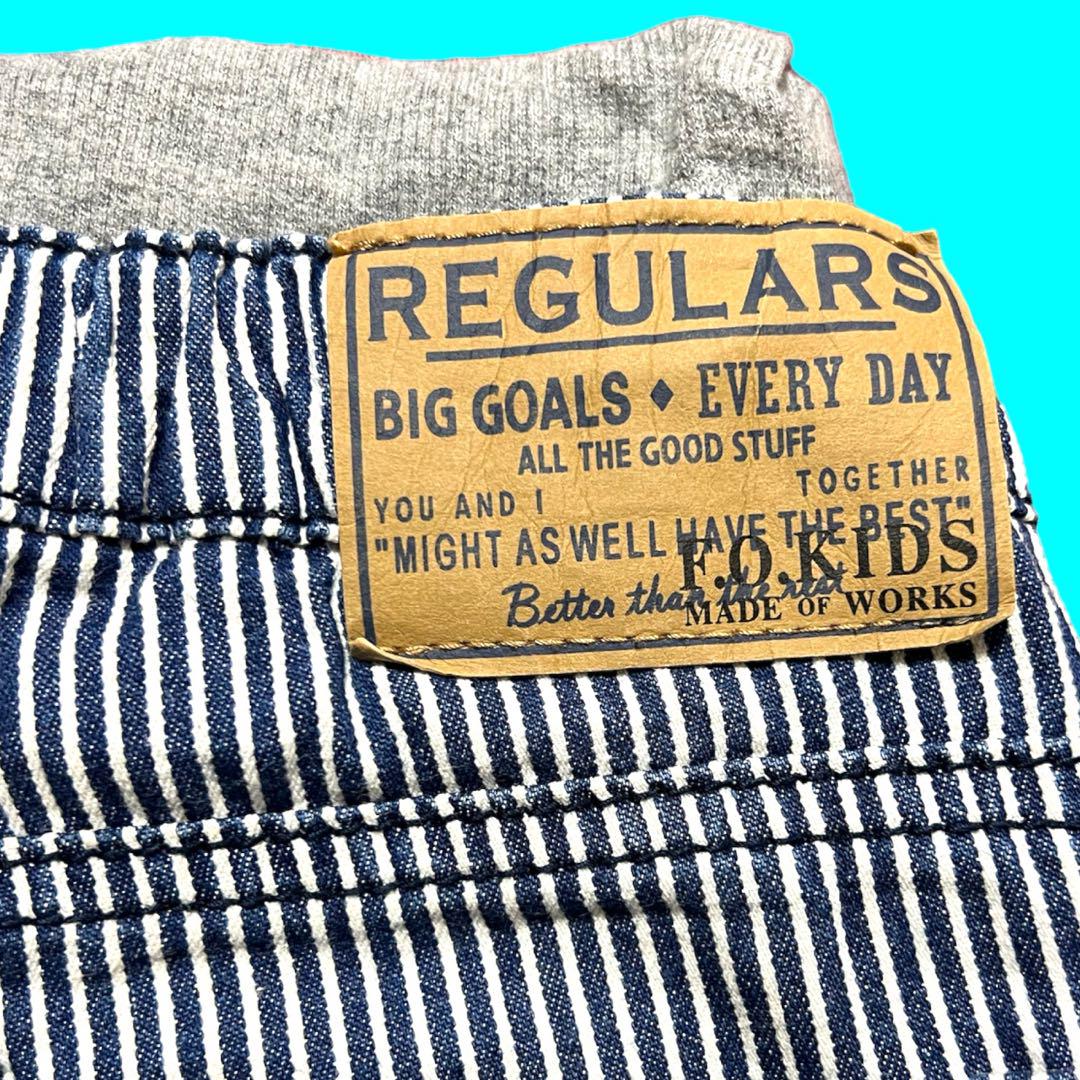 REGULARS
BIG GOALS ♦ EVERY DAY
ALL THE GOOD STUFF
YOU AND I TOGETHER
"MIGHT AS WELL HAVE THE BEST"
F.O.KIDS
Better than the rest
MADE OF WORKS